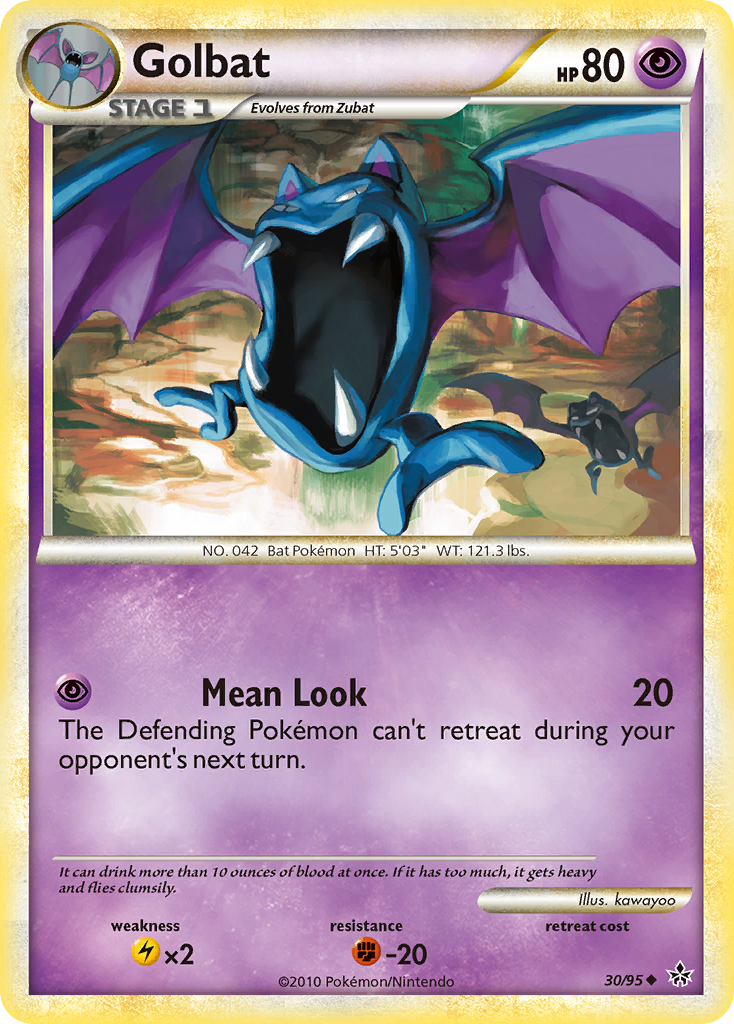 Golbat
HP 80
STAGE 1
Evolves from Zubat
NO. 042 Bat Pokémon HT: 5'03" WT: 121.3 lbs.
Mean Look 20
The Defending Pokémon can't retreat during your
opponent's next turn.
It can drink more than 10 ounces of blood at once. If it has too much, it gets heavy
and flies clumsily.
Illus. kawayoo
weakness resistance retreat cost
×2 -20
©2010 Pokémon/Nintendo 30/95